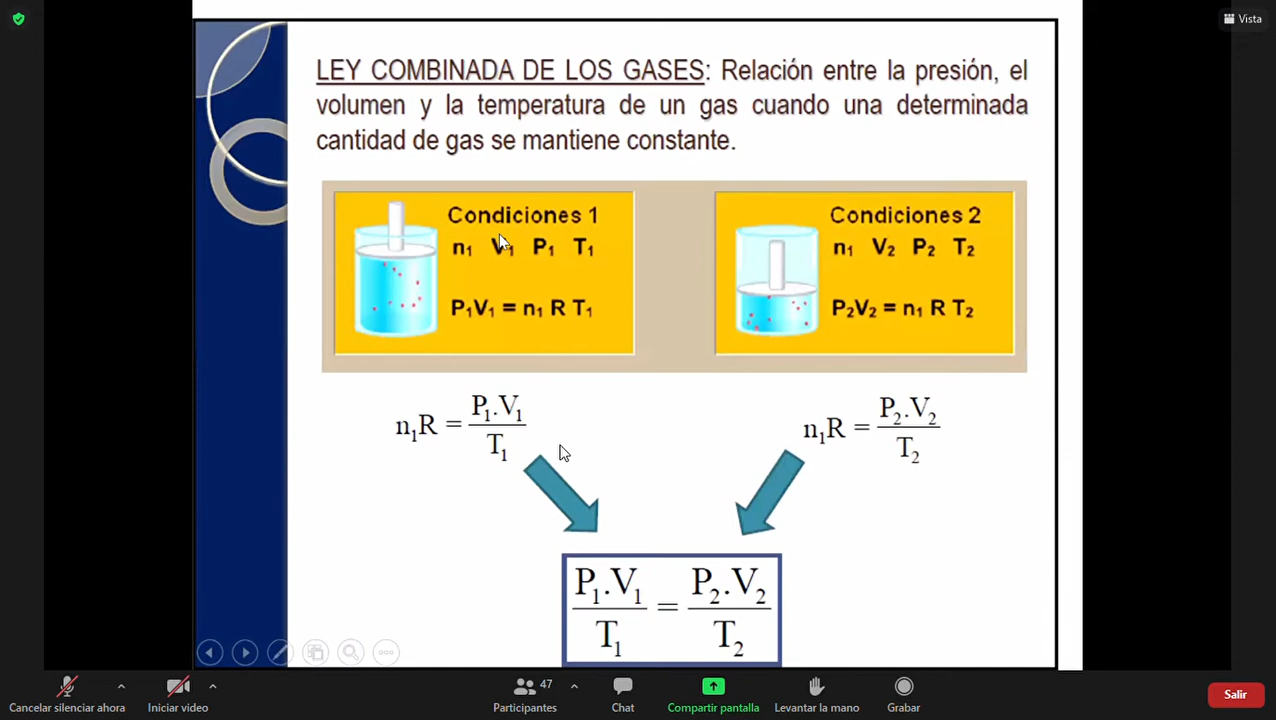 Vista
LEY COMBINADA DE LOS GASES: Relación entre la presión, el
volumen y la temperatura de un gas cuando una determinada
cantidad de gas se mantiene constante.
Condiciones 1
n₁ V₁ P₁ T₁
P₁V₁ = n₁ R T₁
Condiciones 2
n₁ V₂ P₂ T₂
P₂V₂ = n₁ R T₂
n₁R = P₁.V₁ / T₁
n₁R = P₂.V₂ / T₂
P₁.V₁ / T₁ = P₂.V₂ / T₂
Cancelar silenciar ahora
Iniciar video
47
Participantes
Chat
Compartir pantalla
Levantar la mano
Grabar
Salir